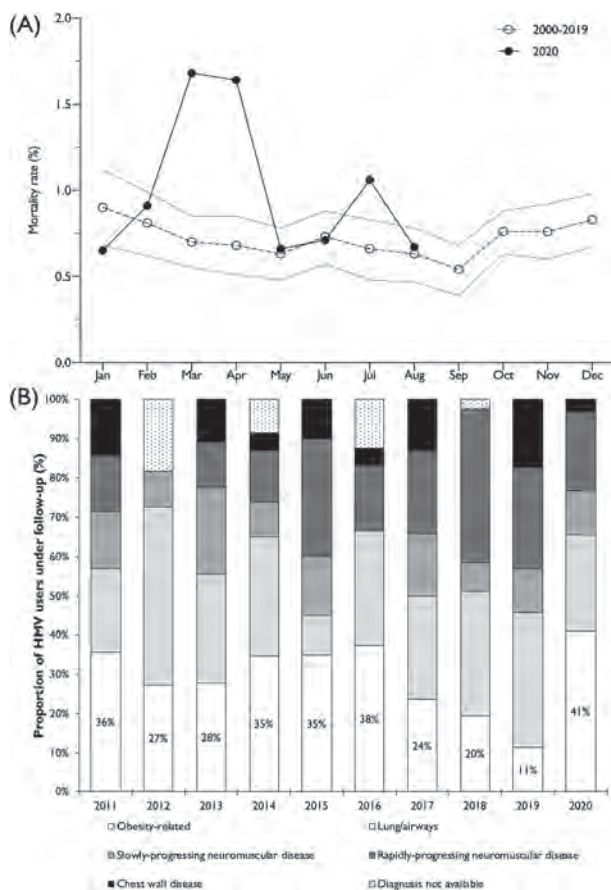 (A)
2.0
1.5
1.0
0.5
0.0
Mortality rate (%)
2000-2019
2020
Jan Feb Mar Apr May Jun Jul Aug Sep Oct Nov Dec
(B)
100%
90%
80%
70%
60%
50%
40%
30%
20%
10%
0%
Proportion of HMV users under follow-up (%)
36% 27% 28% 35% 35% 38% 24% 20% 11% 41%
2011 2012 2013 2014 2015 2016 2017 2018 2019 2020
Obesity-related Lung/airways
Slowly-progressing neuromuscular disease Rapidly-progressing neuromuscular disease
Chest wall disease Diagnosis not available